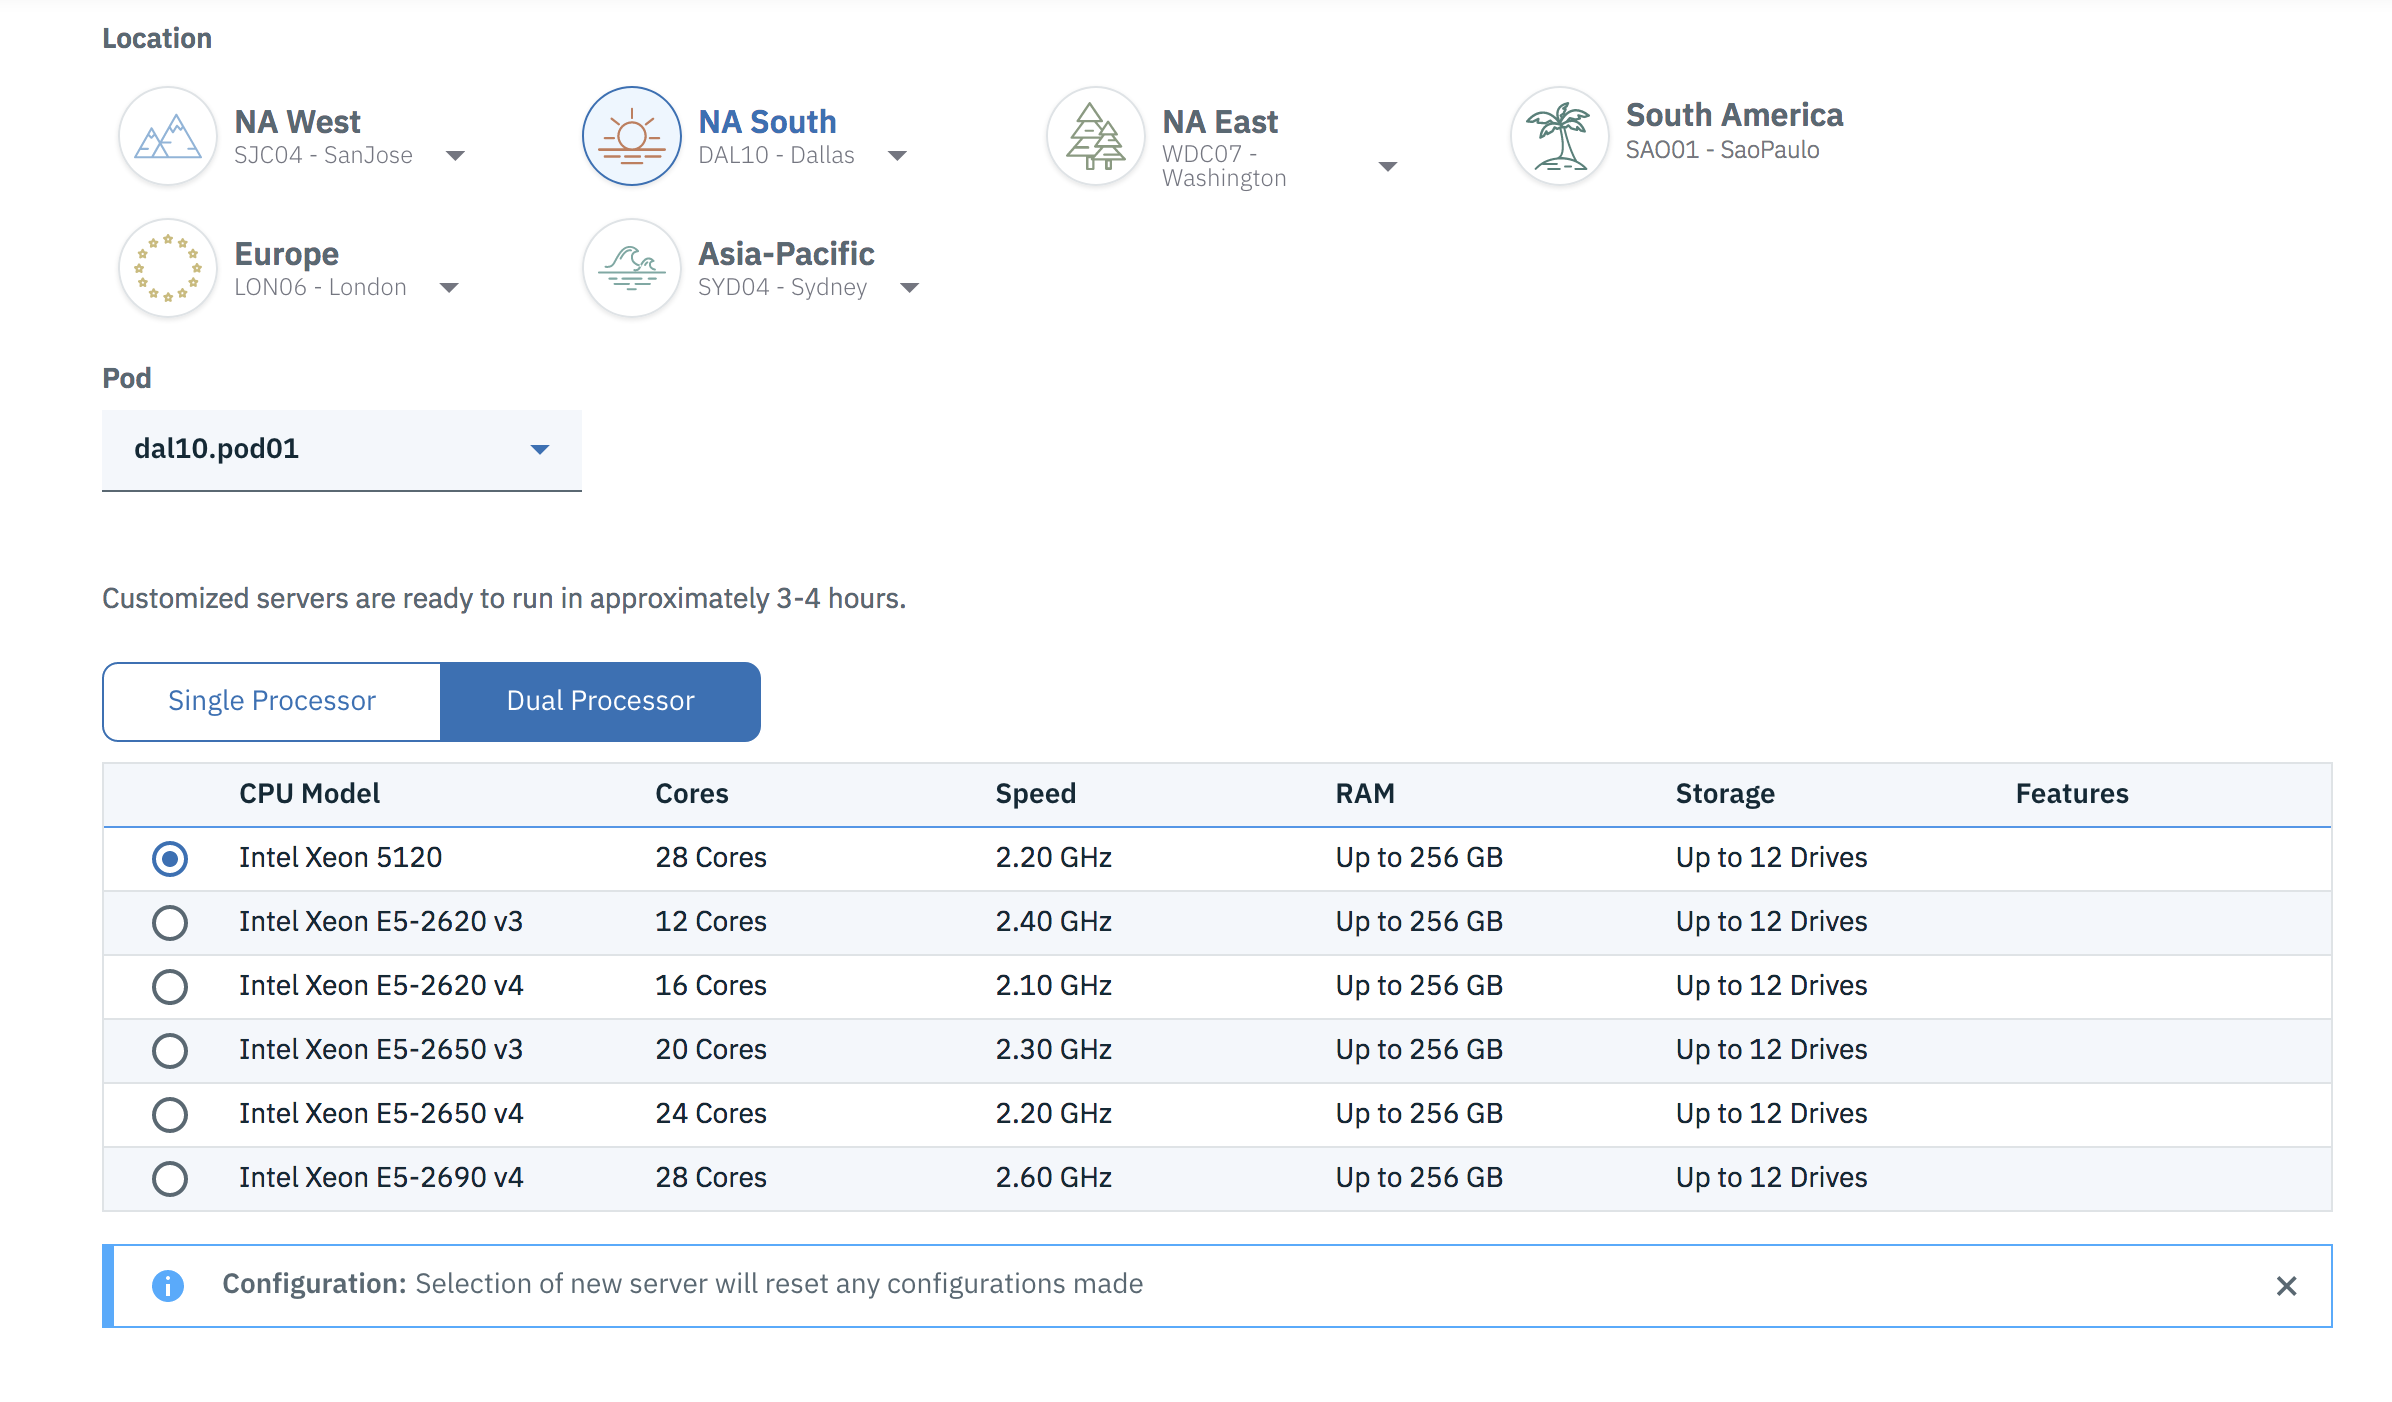 Location
NA West
SJC04 - SanJose
NA South
DAL10 - Dallas
NA East
WDC07 -
Washington
South America
SAO01 - SaoPaulo
Europe
LON06 - London
Asia-Pacific
SYD04 - Sydney
Pod
dal10.pod01
Customized servers are ready to run in approximately 3-4 hours.
Single Processor Dual Processor
CPU Model Cores Speed RAM Storage Features
Intel Xeon 5120 28 Cores 2.20 GHz Up to 256 GB Up to 12 Drives
Intel Xeon E5-2620 v3 12 Cores 2.40 GHz Up to 256 GB Up to 12 Drives
Intel Xeon E5-2620 v4 16 Cores 2.10 GHz Up to 256 GB Up to 12 Drives
Intel Xeon E5-2650 v3 20 Cores 2.30 GHz Up to 256 GB Up to 12 Drives
Intel Xeon E5-2650 v4 24 Cores 2.20 GHz Up to 256 GB Up to 12 Drives
Intel Xeon E5-2690 v4 28 Cores 2.60 GHz Up to 256 GB Up to 12 Drives
Configuration: Selection of new server will reset any configurations made